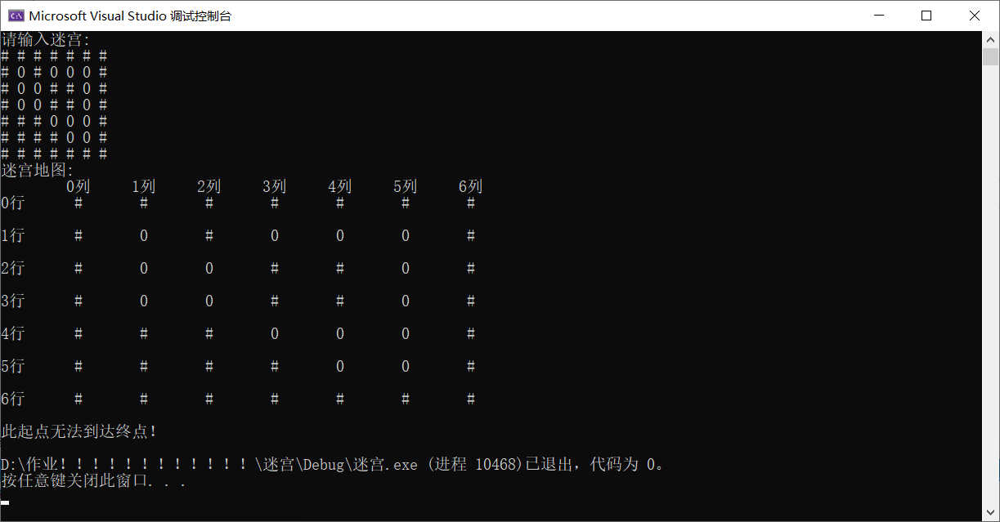 Microsoft Visual Studio 调试控制台
请输入迷宫:
# # # # # # #
# 0 # 0 0 0 #
# 0 0 # # 0 #
# 0 0 # # 0 #
# # # 0 0 0 #
# # # # 0 0 #
# # # # # # #
迷宫地图:
0列 1列 2列 3列 4列 5列 6列
0行 # # # # # # #
1行 # 0 # 0 0 0 #
2行 # 0 0 # # 0 #
3行 # 0 0 # # 0 #
4行 # # # 0 0 0 #
5行 # # # # 0 0 #
6行 # # # # # # #
此起点无法到达终点!
D:\作业！！！！！！！！！！！！\迷宫\Debug\迷宫.exe (进程 10468)已退出，代码为 0。
按任意键关闭此窗口. . .